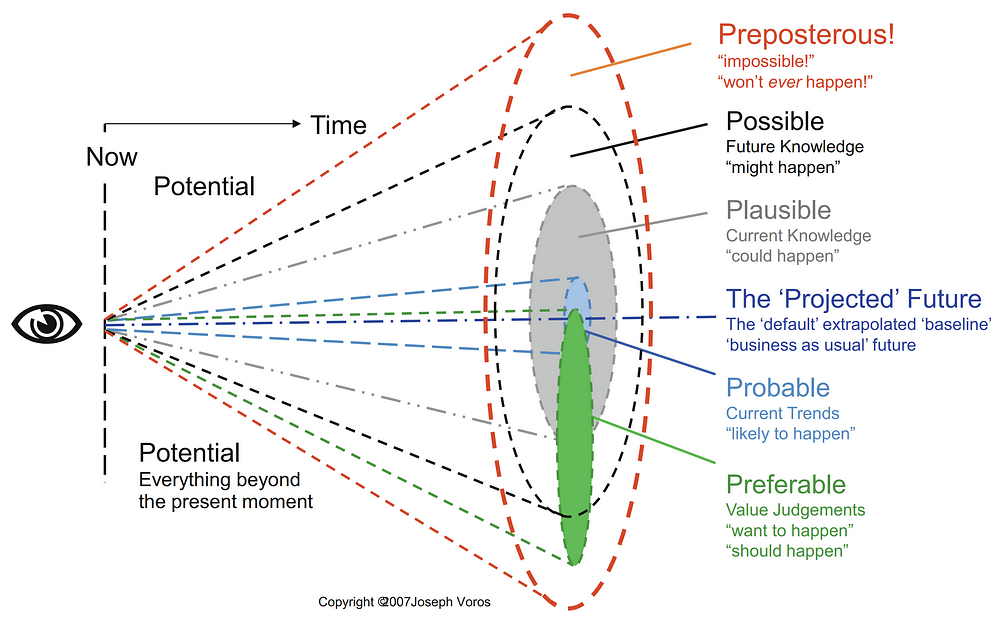 Preposterous!
“impossible!”
“won’t ever happen!”
Time
Now
Potential
Possible
Future Knowledge
“might happen”
Plausible
Current Knowledge
“could happen”
The ‘Projected’ Future
The ‘default’ extrapolated ‘baseline’
‘business as usual’ future
Probable
Current Trends
“likely to happen”
Potential
Everything beyond
the present moment
Preferable
Value Judgements
“want to happen”
“should happen”
Copyright ©2007Joseph Voros